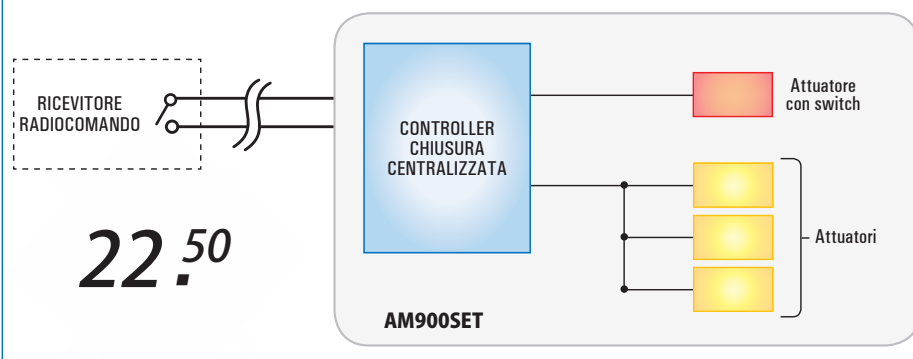 RICEVITORE
RADIOCOMANDO
CONTROLLER
CHIUSURA
CENTRALIZZATA
Attuatore
con switch
Attuatori
22.50
AM900SET